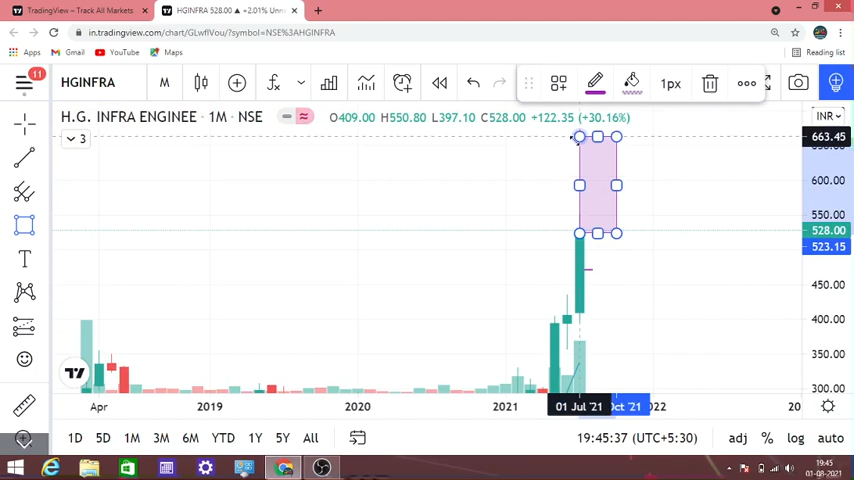 TradingView – Track All Markets
HGINFRA 528.00 ▲ +2.01% Unn
in.tradingview.com/chart/GLwfIVou/?symbol=NSE%3AHGINFRA
Apps
Gmail
YouTube
Maps
Reading list
11
HGINFRA
M
1px
H.G. INFRA ENGINEE · 1M · NSE
O409.00 H550.80 L397.10 C528.00 +122.35 (+30.16%)
INR
3
663.45
600.00
550.00
528.00
523.15
450.00
400.00
350.00
300.00
Apr
2019
2020
2021
01 Jul '21
Oct '21
2022
20
1D 5D 1M 3M 6M YTD 1Y 5Y All
19:45:37 (UTC+5:30)
adj % log auto
19:45
01-08-2021